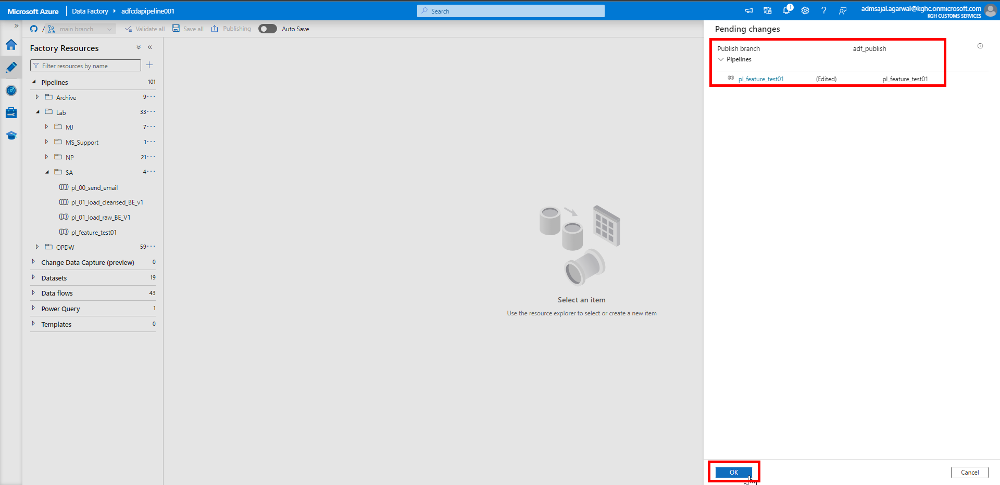 Microsoft Azure Data Factory adfcdapipeline001
Search
1
admsajal.agarwal@kghc.onmicrosoft.com
KGH CUSTOMS SERVICES
/ main branch Validate all Save all Publishing Auto Save
Factory Resources
Filter resources by name
Pipelines 101
Archive 9
Lab 33
MJ 7
MS_Support 1
NP 21
SA 4
pl_00_send_email
pl_01_load_cleansed_BE_v1
pl_01_load_raw_BE_V1
pl_feature_test01
OPDW 59
Change Data Capture (preview) 0
Datasets 19
Data flows 43
Power Query 1
Templates 0
Select an item
Use the resource explorer to select or create a new item
Pending changes
Publish branch adf_publish
Pipelines
pl_feature_test01 (Edited) pl_feature_test01
OK Cancel